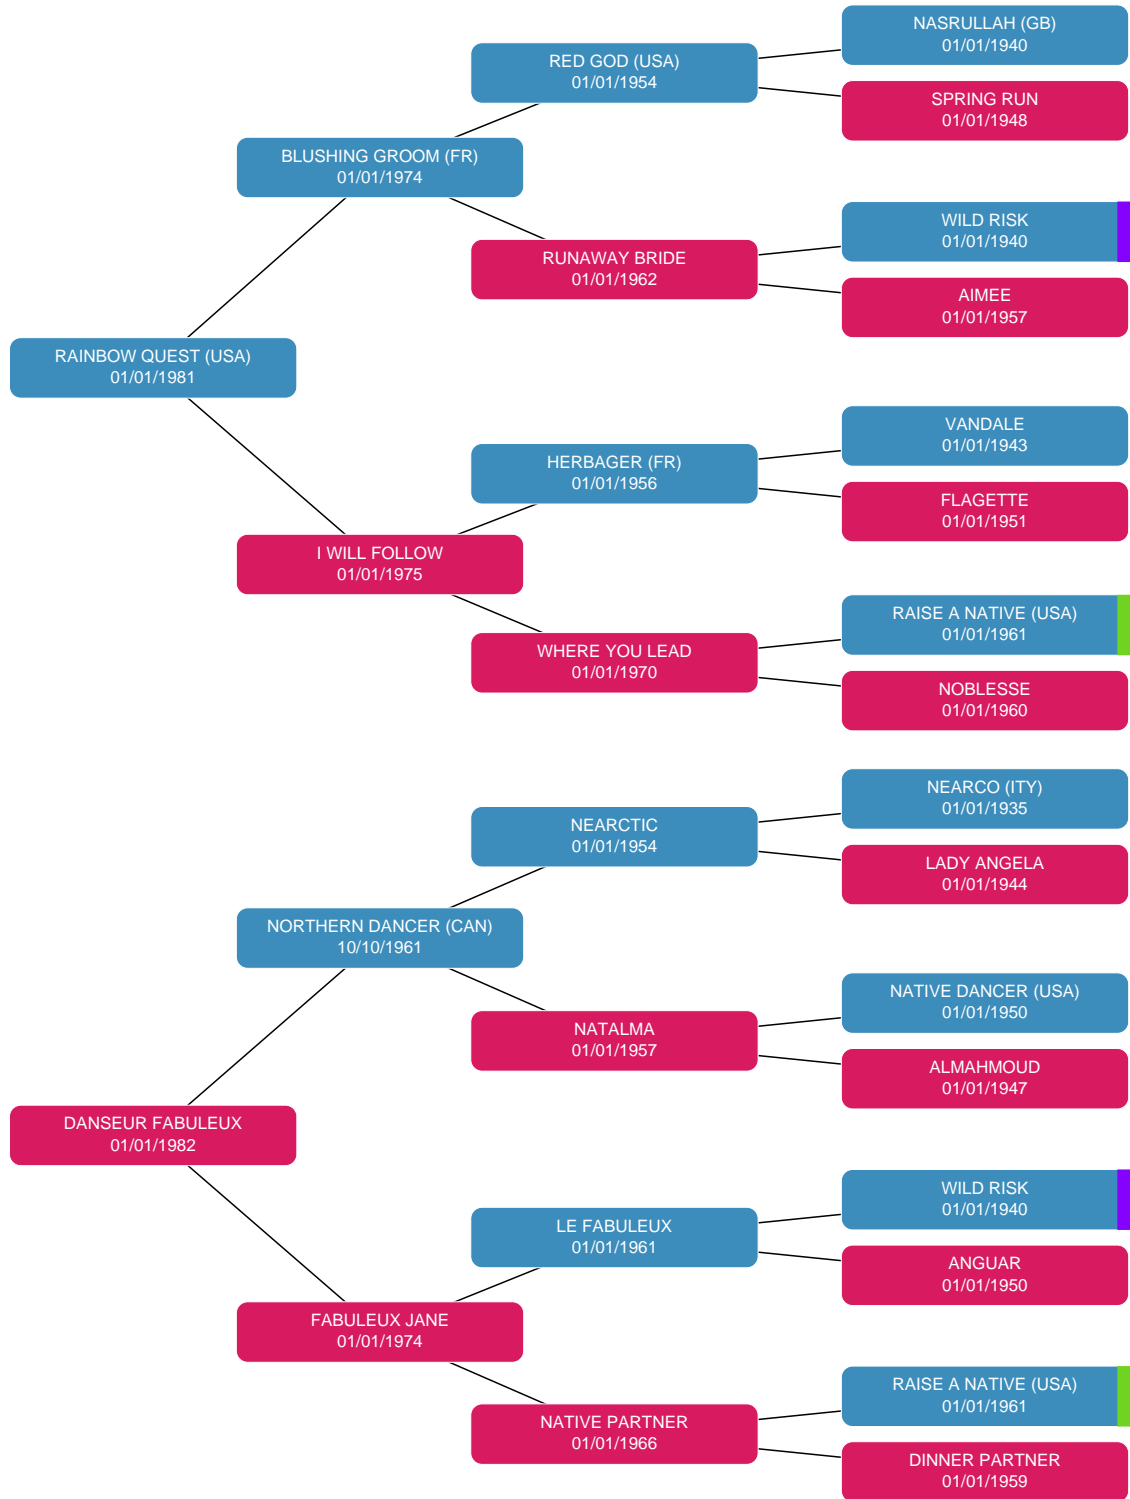 NASRULLAH (GB)
01/01/1940
RED GOD (USA)
01/01/1954
SPRING RUN
01/01/1948
BLUSHING GROOM (FR)
01/01/1974
WILD RISK
01/01/1940
RUNAWAY BRIDE
01/01/1962
AIMEE
01/01/1957
RAINBOW QUEST (USA)
01/01/1981
VANDALE
01/01/1943
HERBAGER (FR)
01/01/1956
FLAGETTE
01/01/1951
I WILL FOLLOW
01/01/1975
RAISE A NATIVE (USA)
01/01/1961
WHERE YOU LEAD
01/01/1970
NOBLESSE
01/01/1960
NEARCO (ITY)
01/01/1935
NEARCTIC
01/01/1954
LADY ANGELA
01/01/1944
NORTHERN DANCER (CAN)
10/10/1961
NATIVE DANCER (USA)
01/01/1950
NATALMA
01/01/1957
ALMAHMOUD
01/01/1947
DANSEUR FABULEUX
01/01/1982
WILD RISK
01/01/1940
LE FABULEUX
01/01/1961
ANGUAR
01/01/1950
FABULEUX JANE
01/01/1974
RAISE A NATIVE (USA)
01/01/1961
NATIVE PARTNER
01/01/1966
DINNER PARTNER
01/01/1959